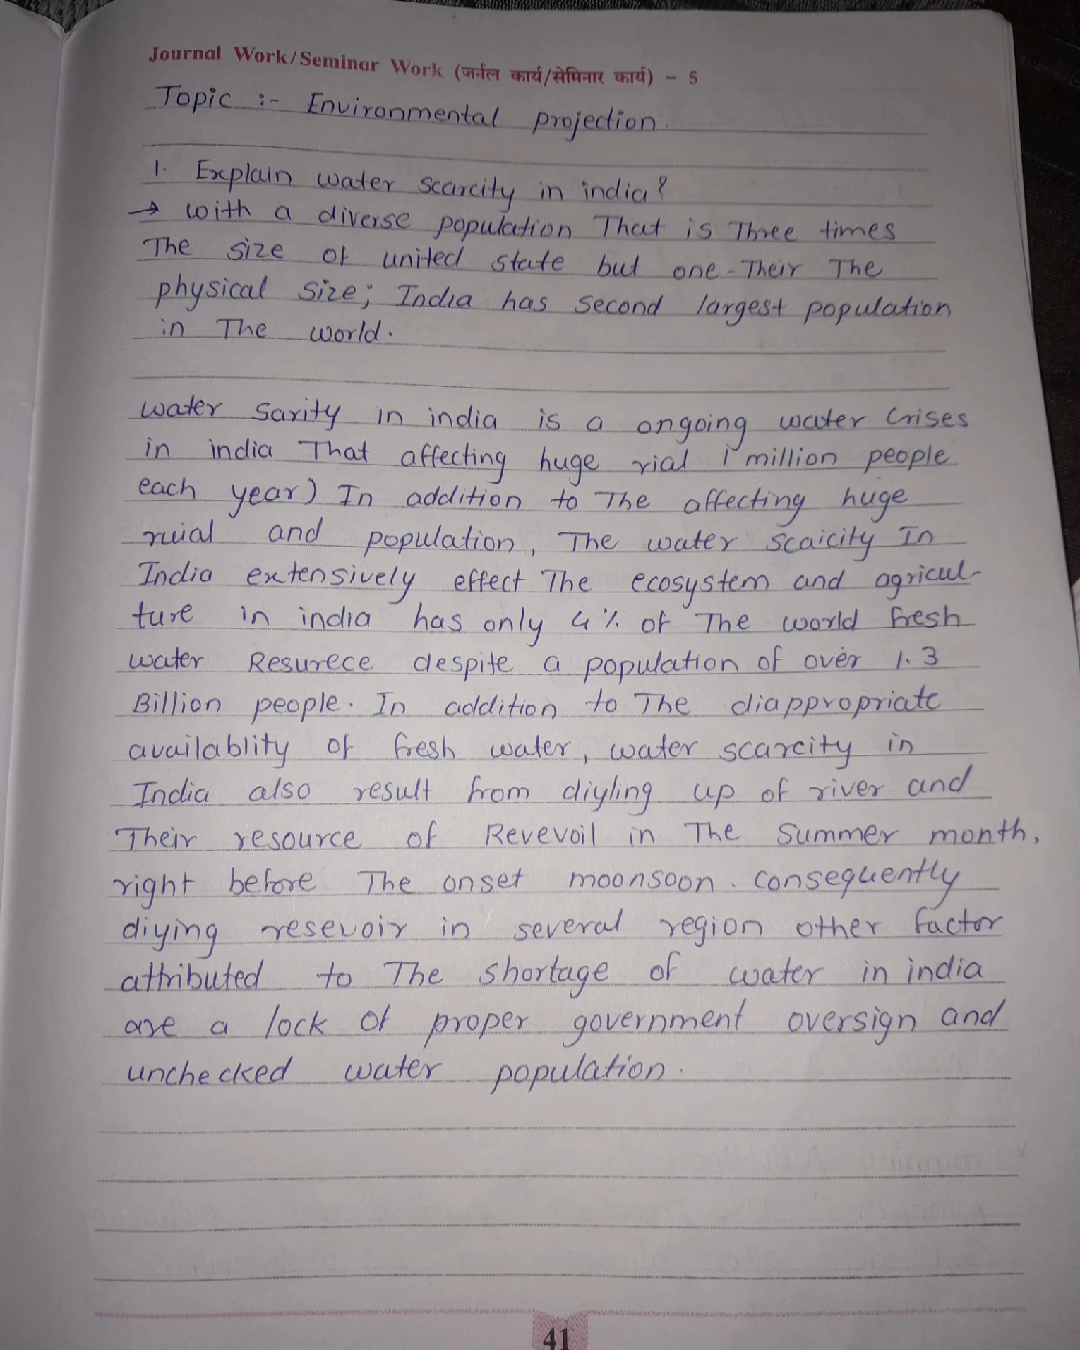 Journal Work/Seminar Work (जर्नल कार्य/सेमिनार कार्य) - 5
Topic :- Environmental projection.
1. Explain water scarcity in india?
→ with a diverse population That is Three times
The size of united state but one-Their The
physical size; India has second largest population
in The world.
water sarity in india is a ongoing water Crises
in india That affecting huge rial 1 million people
each year) In addition to The affecting huge
ruial and population, The water scaicity In
India extensively effect The ecosystem and agricul-
ture in india has only 4% of The world fresh
water Resurece despite a population of over 1.3
Billion people. In addition to The diappropriate
availablity of fresh water, water scarcity in
India also result from diyling up of river and
Their resource of Revevoil in The Summer month,
right before The onset moonsoon. Consequently
diying resevoir in several region other factor
attributed to The shortage of water in india
are a lock of proper government oversign and
unchecked water population.
41